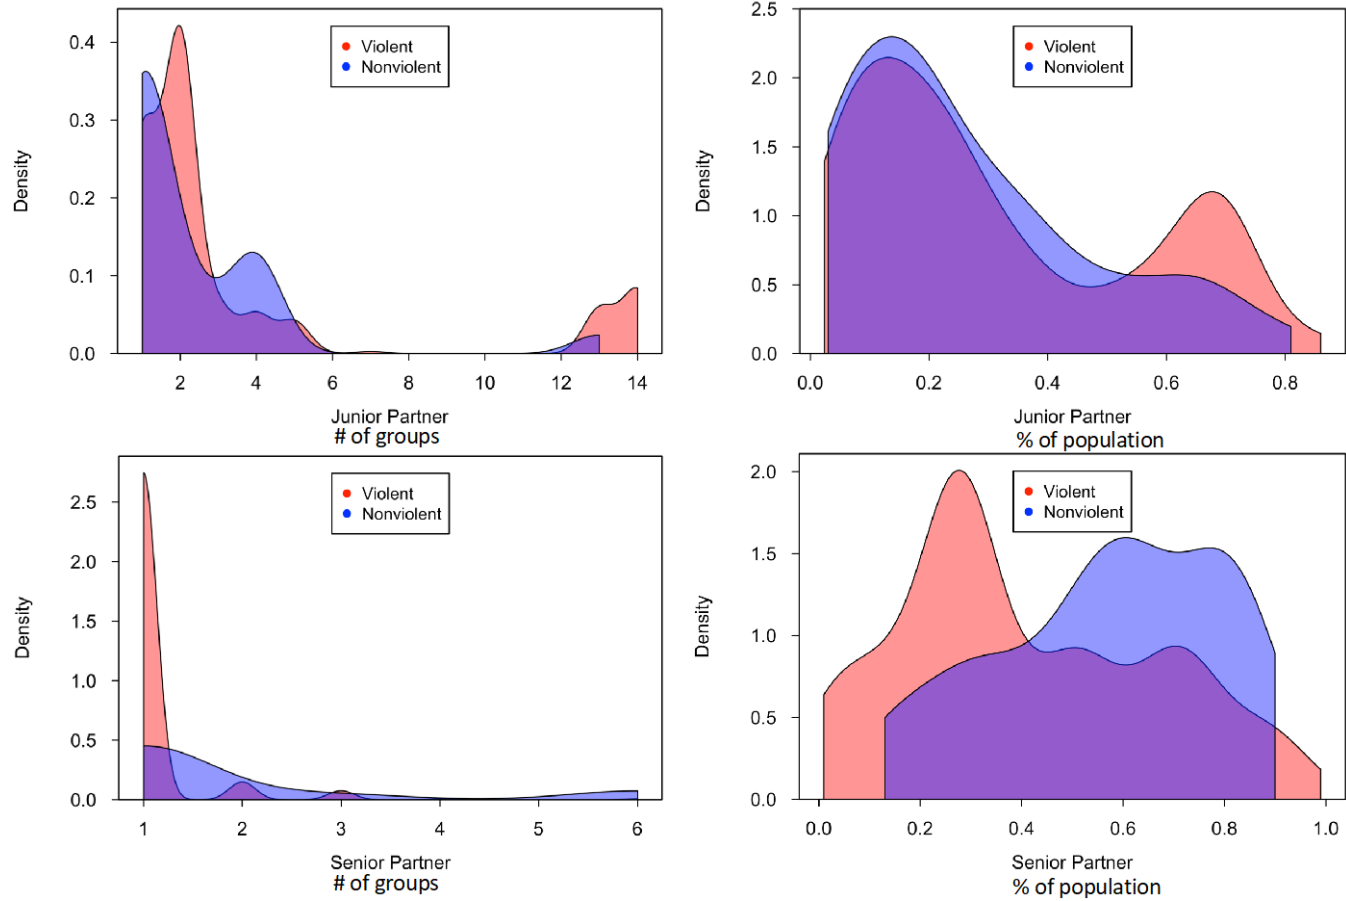 Density
0.4
0.3
0.2
0.1
0.0
Violent
Nonviolent
2 4 6 8 10 12 14
Junior Partner
# of groups
Density
2.5
2.0
1.5
1.0
0.5
0.0
Violent
Nonviolent
0.0 0.2 0.4 0.6 0.8
Junior Partner
% of population
Density
2.5
2.0
1.5
1.0
0.5
0.0
Violent
Nonviolent
1 2 3 4 5 6
Senior Partner
# of groups
Density
2.0
1.5
1.0
0.5
0.0
Violent
Nonviolent
0.0 0.2 0.4 0.6 0.8 1.0
Senior Partner
% of population